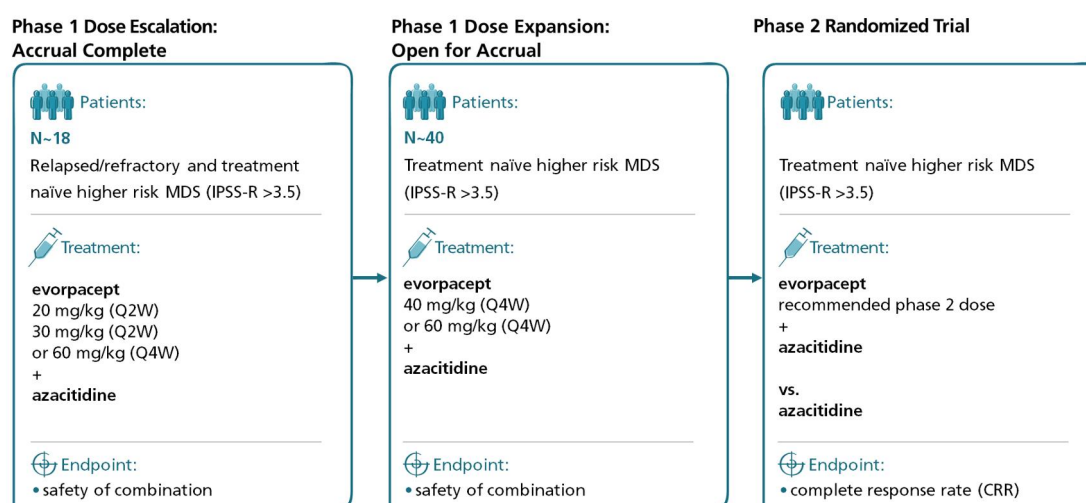 Phase 1 Dose Escalation:
Accrual Complete
Patients:
N~18
Relapsed/refractory and treatment
naïve higher risk MDS (IPSS-R >3.5)
Treatment:
evorpacept
20 mg/kg (Q2W)
30 mg/kg (Q2W)
or 60 mg/kg (Q4W)
+
azacitidine
Endpoint:
• safety of combination
Phase 1 Dose Expansion:
Open for Accrual
Patients:
N~40
Treatment naïve higher risk MDS
(IPSS-R >3.5)
Treatment:
evorpacept
40 mg/kg (Q4W)
or 60 mg/kg (Q4W)
+
azacitidine
Endpoint:
• safety of combination
Phase 2 Randomized Trial
Patients:
Treatment naïve higher risk MDS
(IPSS-R >3.5)
Treatment:
evorpacept
recommended phase 2 dose
+
azacitidine
vs.
azacitidine
Endpoint:
• complete response rate (CRR)